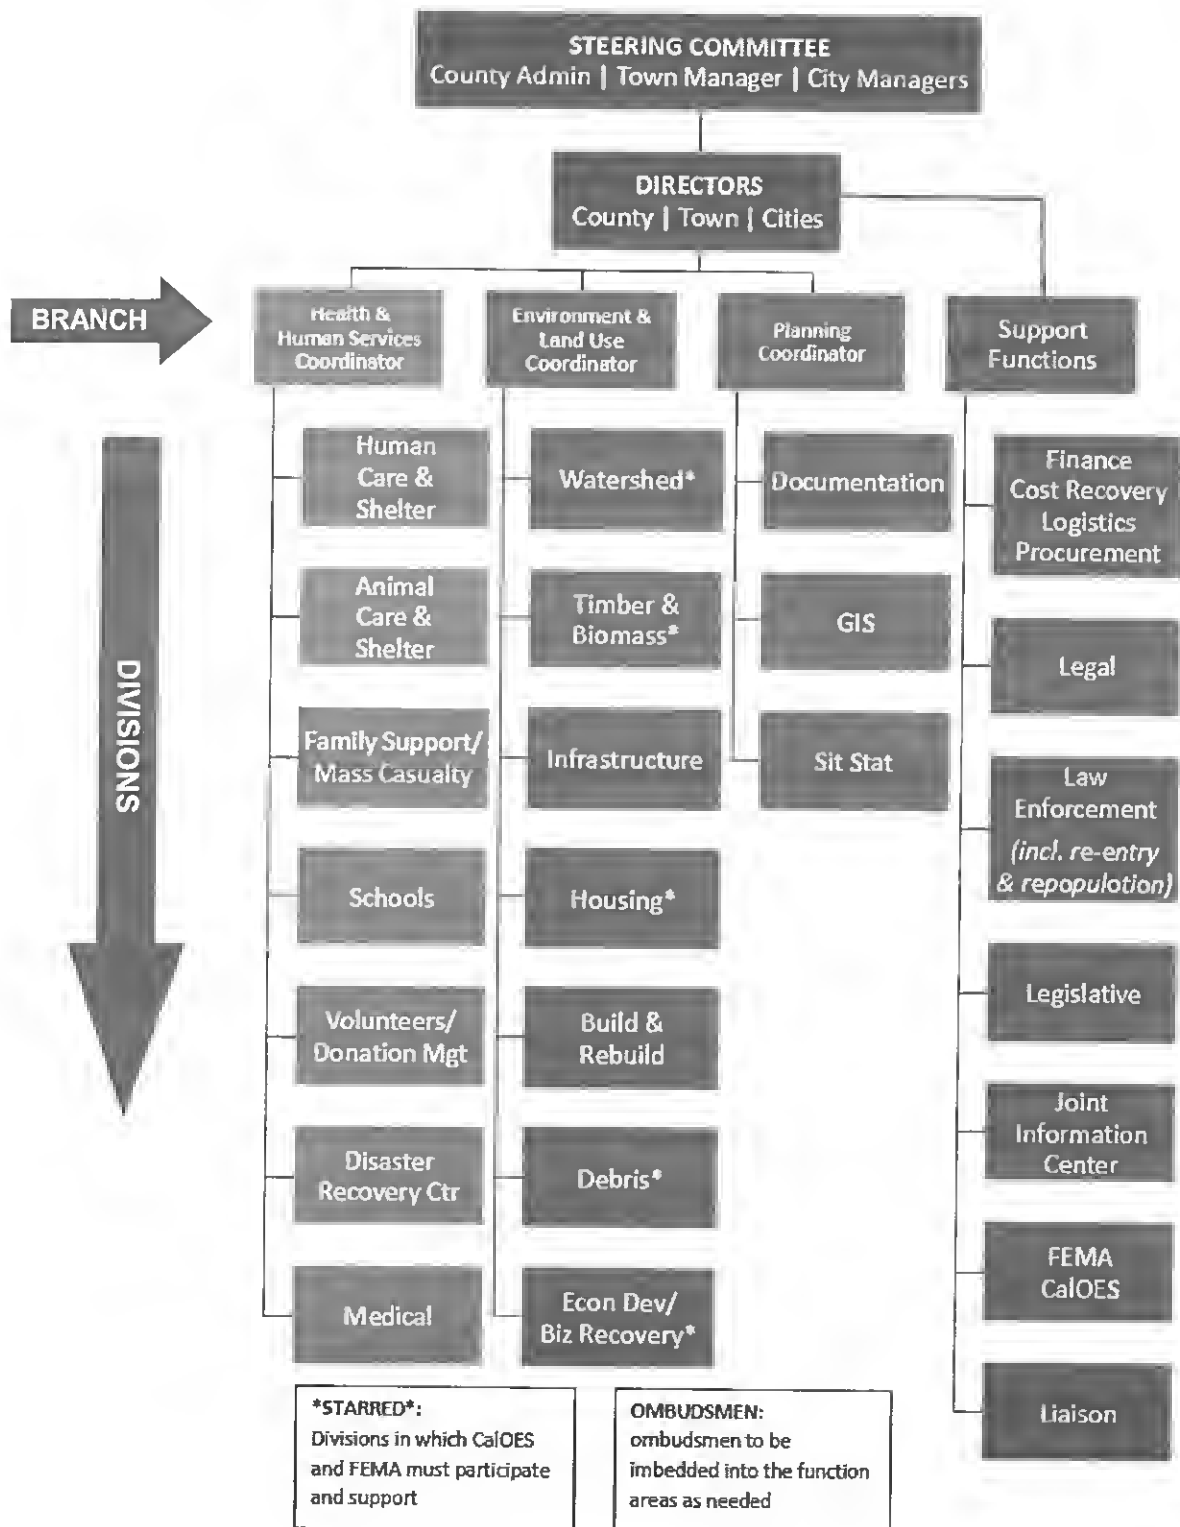 STEERING COMMITTEE
County Admin | Town Manager | City Managers
DIRECTORS
County | Town | Cities
BRANCH
Health &
Human Services
Coordinator
Environment &
Land Use
Coordinator
Planning
Coordinator
Support
Functions
DIVISIONS
Human
Care &
Shelter
Animal
Care &
Shelter
Family Support/
Mass Casualty
Schools
Volunteers/
Donation Mgt
Disaster
Recovery Ctr
Medical
Watershed*
Timber &
Biomass*
Infrastructure
Housing*
Build &
Rebuild
Debris*
Econ Dev/
Biz Recovery*
Documentation
GIS
Sit Stat
Finance
Cost Recovery
Logistics
Procurement
Legal
Law
Enforcement
(incl. re-entry
& repopulotion)
Legislative
Joint
Information
Center
FEMA
CalOES
Liaison
*STARRED*:
Divisions in which CalOES
and FEMA must participate
and support
OMBUDSMEN:
ombudsmen to be
imbedded into the function
areas as needed